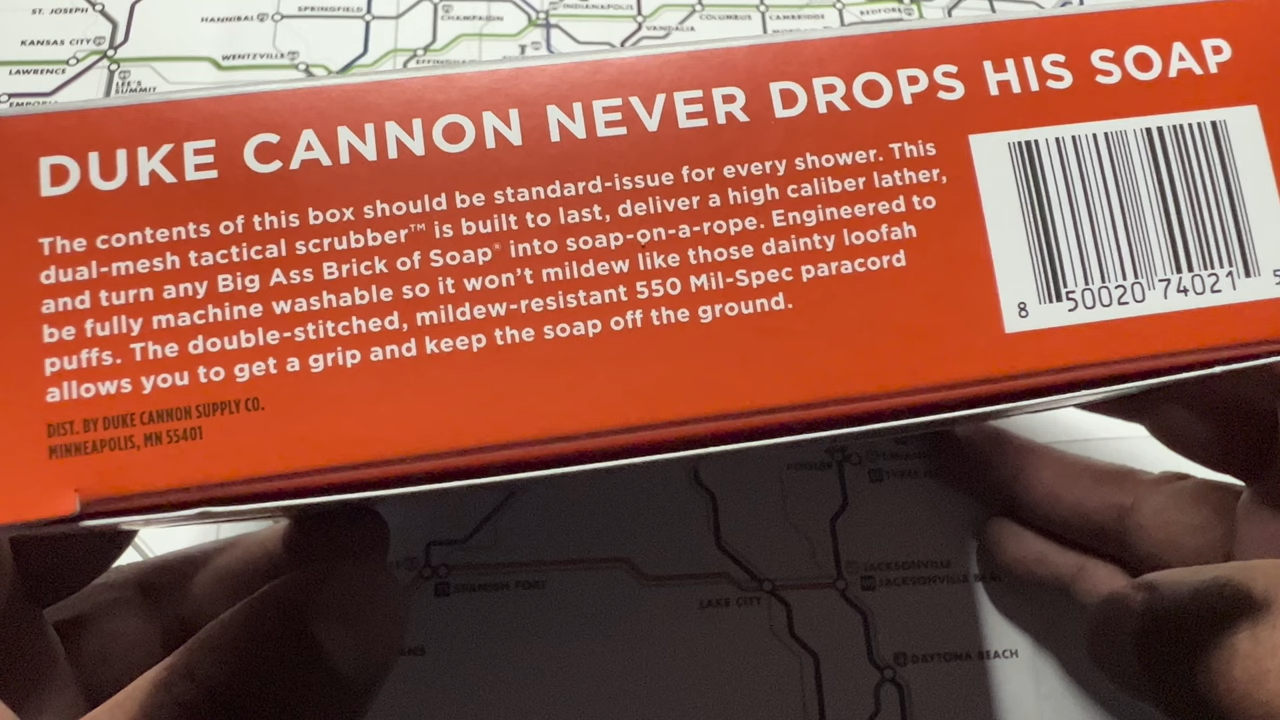 ST. JOSEPH
HANNIBAL
SPRINGFIELD
CHAMPAIGN
INDIANAPOLIS
COLUMBUS
CAMBRIDGE
BEDFORD
VANDALIA
KANSAS CITY
WENTZVILLE
LAWRENCE
LEE'S
SUMMIT
EMPORIA
DUKE CANNON NEVER DROPS HIS SOAP
The contents of this box should be standard-issue for every shower. This
dual-mesh tactical scrubber™ is built to last, deliver a high caliber lather,
and turn any Big Ass Brick of Soap® into soap-on-a-rope. Engineered to
be fully machine washable so it won't mildew like those dainty loofah
puffs. The double-stitched, mildew-resistant 550 Mil-Spec paracord
allows you to get a grip and keep the soap off the ground.
DIST. BY DUKE CANNON SUPPLY CO.
MINNEAPOLIS, MN 55401
8 50020 74021 5
SPANISH FORT
JACKSONVILLE
JACKSONVILLE
LAKE CITY
DAYTONA BEACH